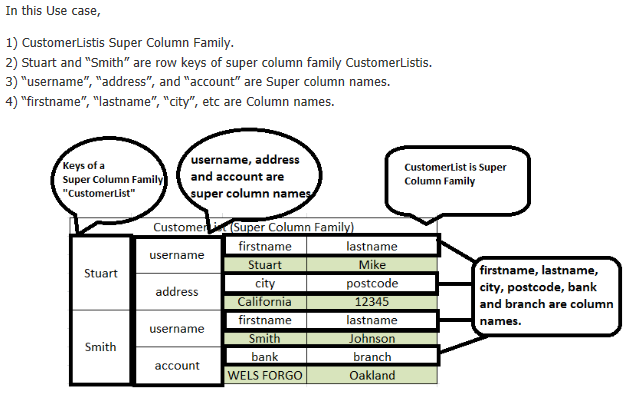 In this Use case,
1) CustomerListis Super Column Family.
2) Stuart and “Smith” are row keys of super column family CustomerListis.
3) “username”, “address”, and “account” are Super column names.
4) “firstname”, “lastname”, “city”, etc are Column names.
Keys of a
Super Column Family
"CustomerList"
username, address
and account are
super column names
CustomerList is Super
Column Family
CustomerList (Super Column Family)
Stuart
username
firstname lastname
Stuart Mike
address
city postcode
California 12345
Smith
username
firstname lastname
Smith Johnson
account
bank branch
WELS FORGO Oakland
firstname, lastname,
city, postcode, bank
and branch are column
names.